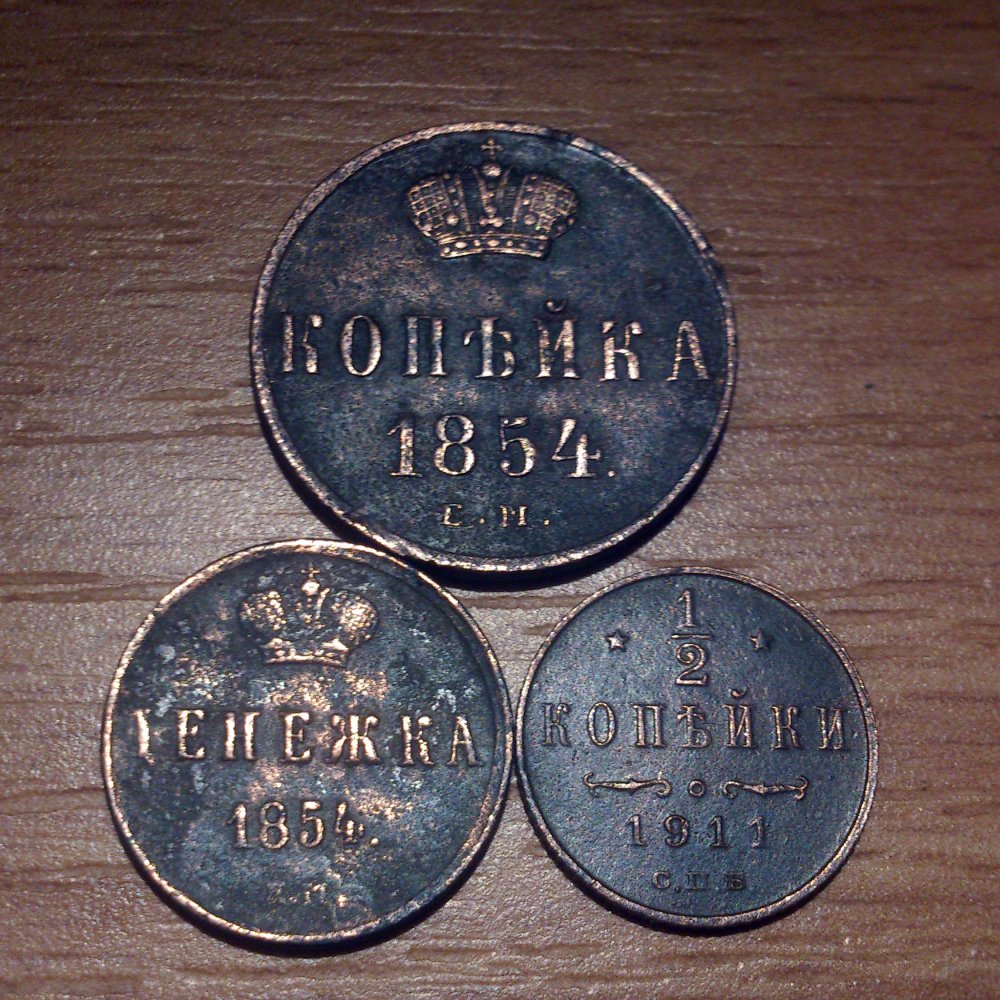 КОПѢЙКА
1854.
Е.М.
ДЕНЕЖКА
1854.
1/2
КОПѢЙКИ
1911
С.П.Б